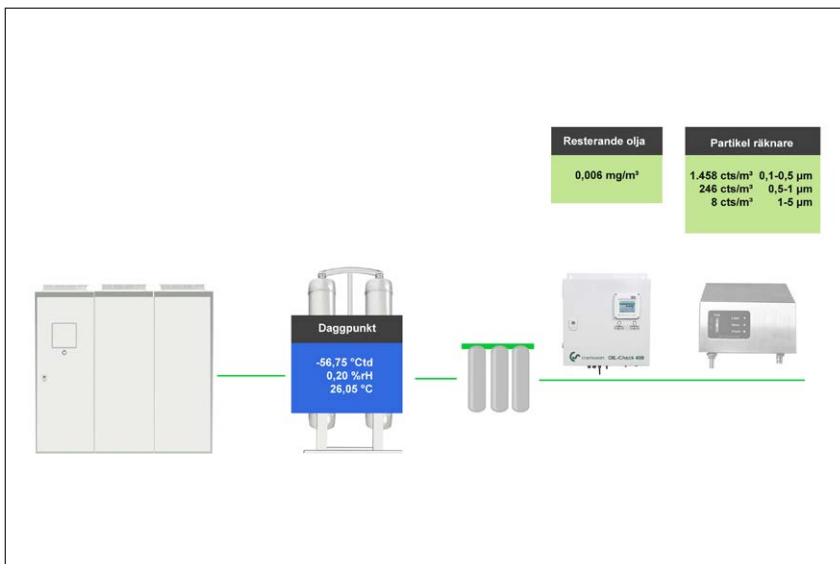 Resterande olja
0,006 mg/m³
Partikel räknare
1.458 cts/m³ 0,1-0,5 µm
246 cts/m³ 0,5-1 µm
8 cts/m³ 1-5 µm
Daggpunkt
-56,75 °Ctd
0,20 %rH
26,05 °C
OIL-Check 400